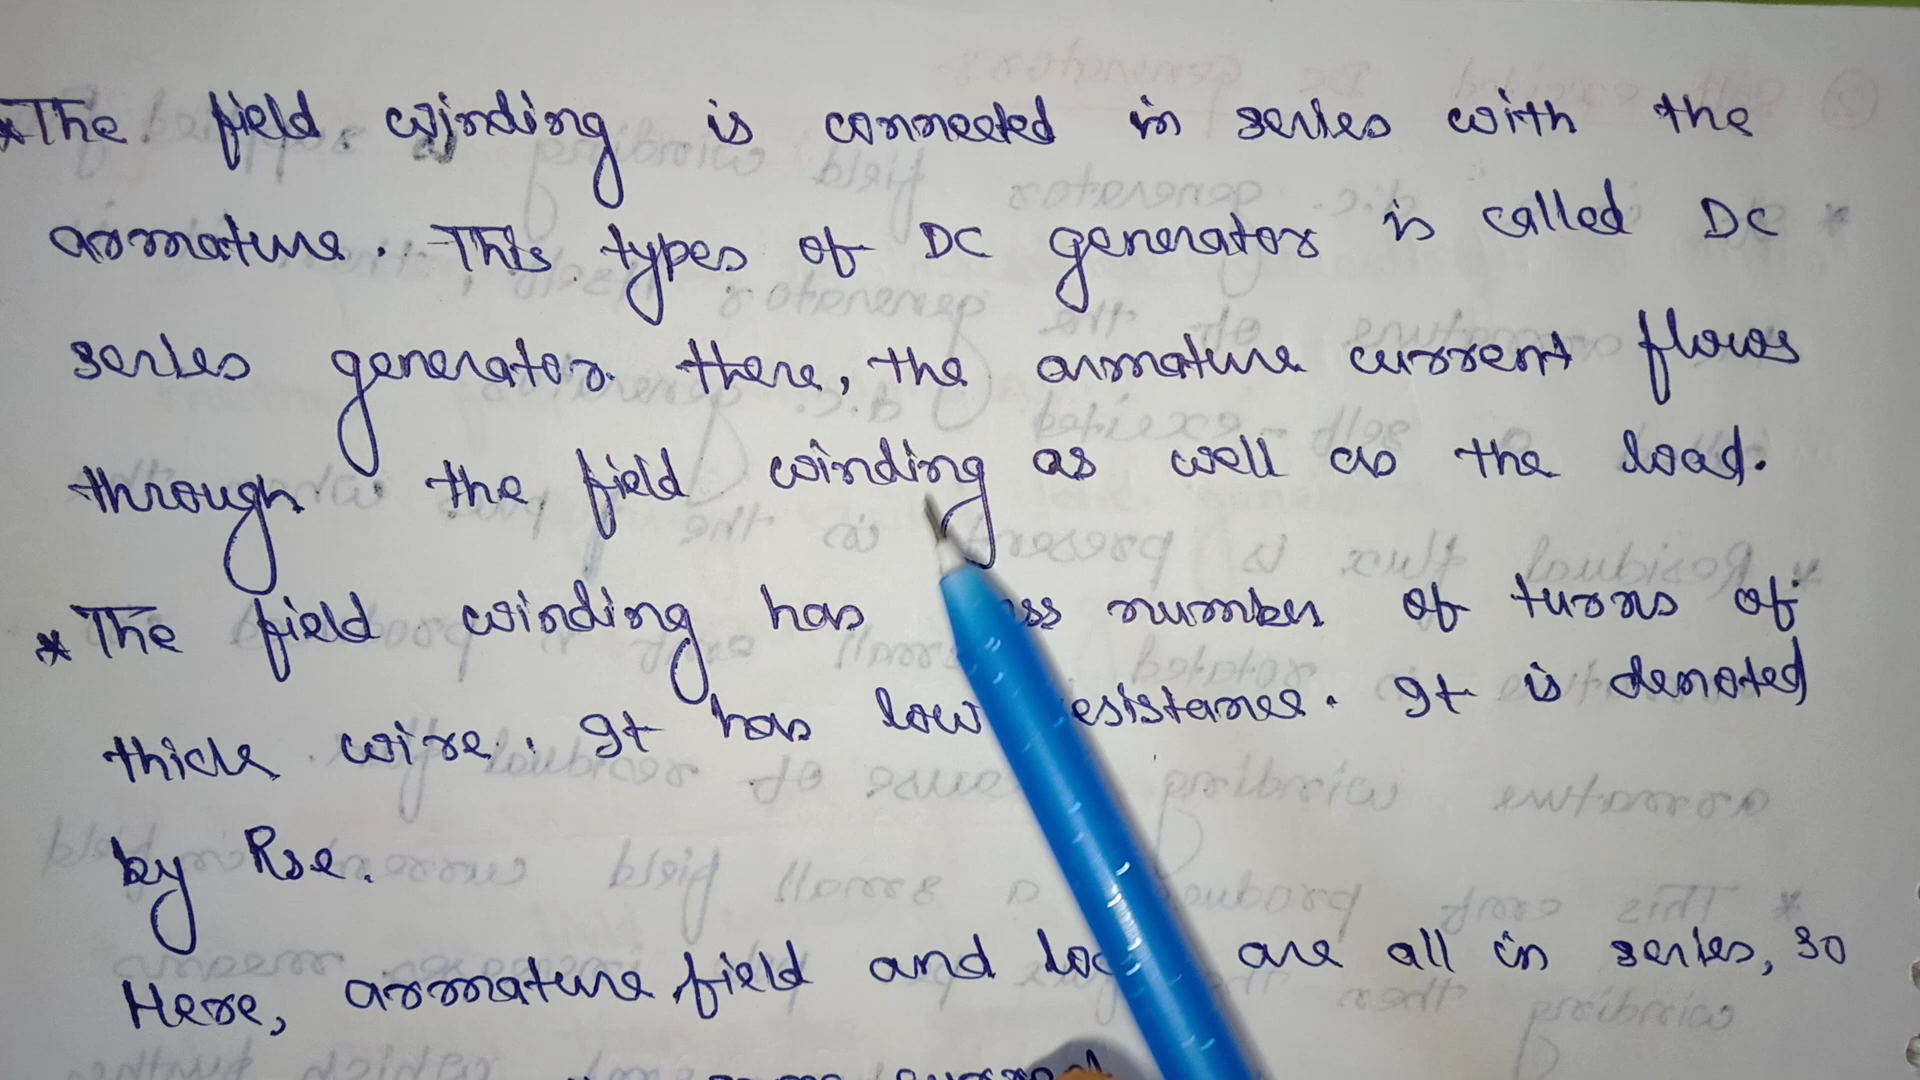 *The field winding is connected in series with the
armature. This types of DC generator is called DC
series generator. there, the armature current flows
through the field winding as well as the load.
* The field winding has number of turns of
thick wire. It has low It is denoted
by Rse.
Here, armature field and are all in series, so